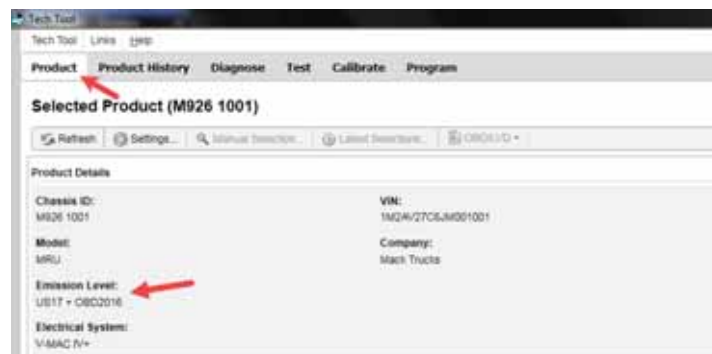 Tech Tool
Tech Tool Links Help
Product Product History Diagnose Test Calibrate Program
Selected Product (M926 1001)
Refresh Settings... Manual Selection...
Product Details
Chassis ID: VIN:
M926 1001
Model: Company:
MRU Mack Trucks
Emission Level:
US17 + OBD2016
Electrical System:
V-MAC IV+